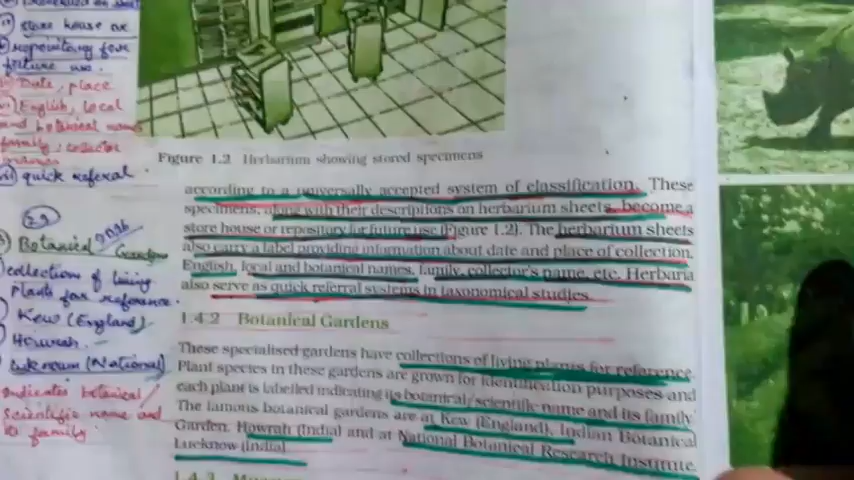 store house or
repository for
future use.
Date, place
English, local
and botanical names
family, collector
names
quick referal
Figure 1.2 Herbarium showing stored specimens
according to a universally accepted system of classification. These
specimens, along with their descriptions on herbarium sheets, become a
store house or repository for future use (Figure 1.2). The herbarium sheets
also carry a label providing information about date and place of collection,
English, local and botanical names, family, collector's name, etc. Herbaria
also serve as quick referral systems in taxonomical studies.
Botanical Gardens
collections of living
Plants for reference.
Kew (England)
Howrah
Lucknow (National)
Indicates botanical/
Scientific name and
its family
1.4.2 Botanical Gardens
These specialised gardens have collections of living plants for reference.
Plant species in these gardens are grown for identification purposes and
each plant is labelled indicating its botanical/scientific name and its family.
The famous botanical gardens are at Kew (England), Indian Botanical
Garden, Howrah (India) and at National Botanical Research Institute,
Lucknow (India).
1.4.3